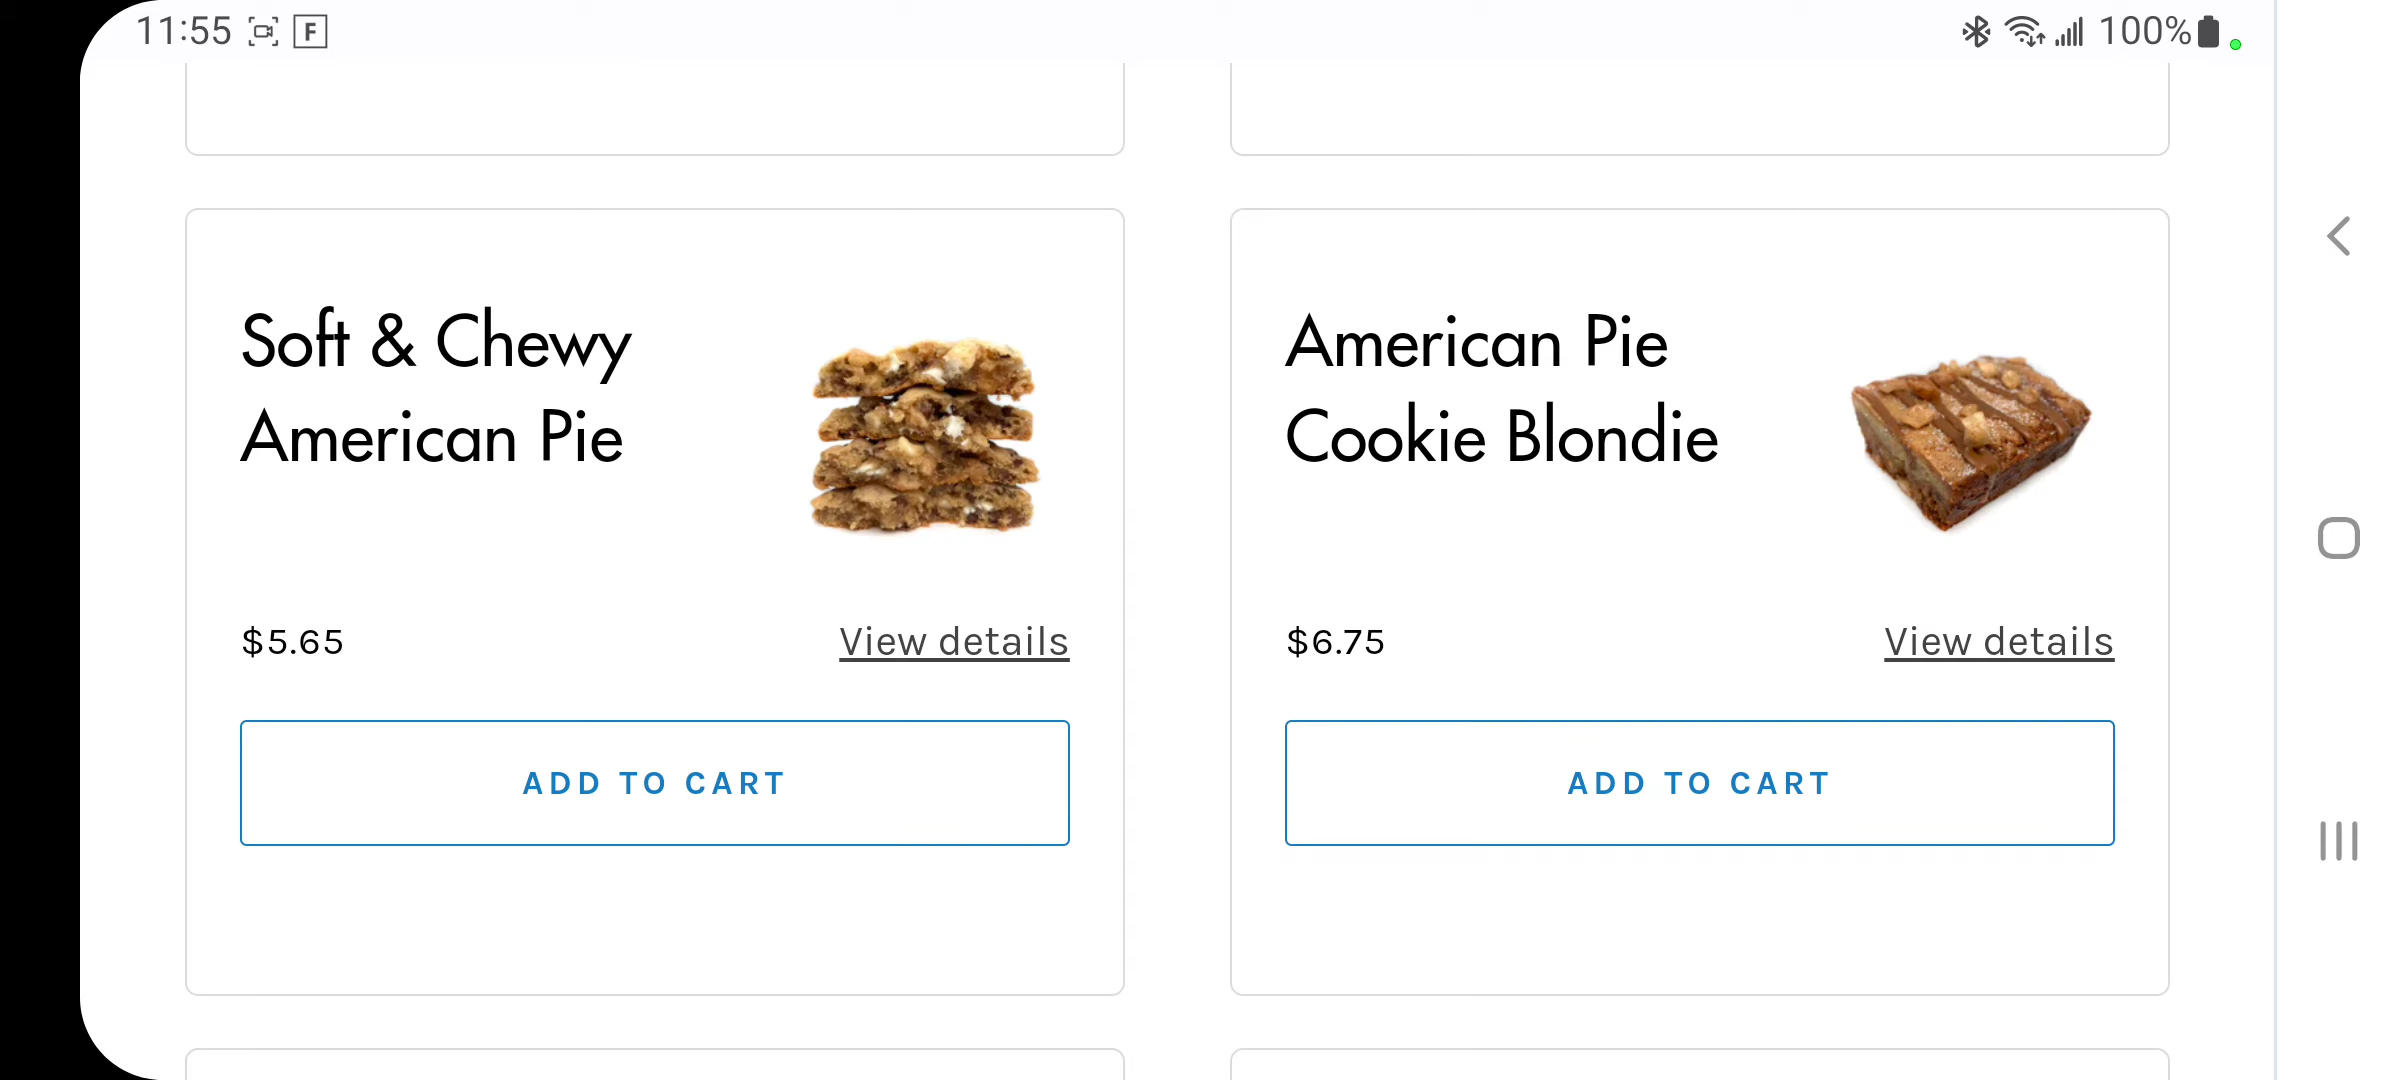 11:55 F 100%
Soft & Chewy
American Pie
$5.65 View details
ADD TO CART
American Pie
Cookie Blondie
$6.75 View details
ADD TO CART